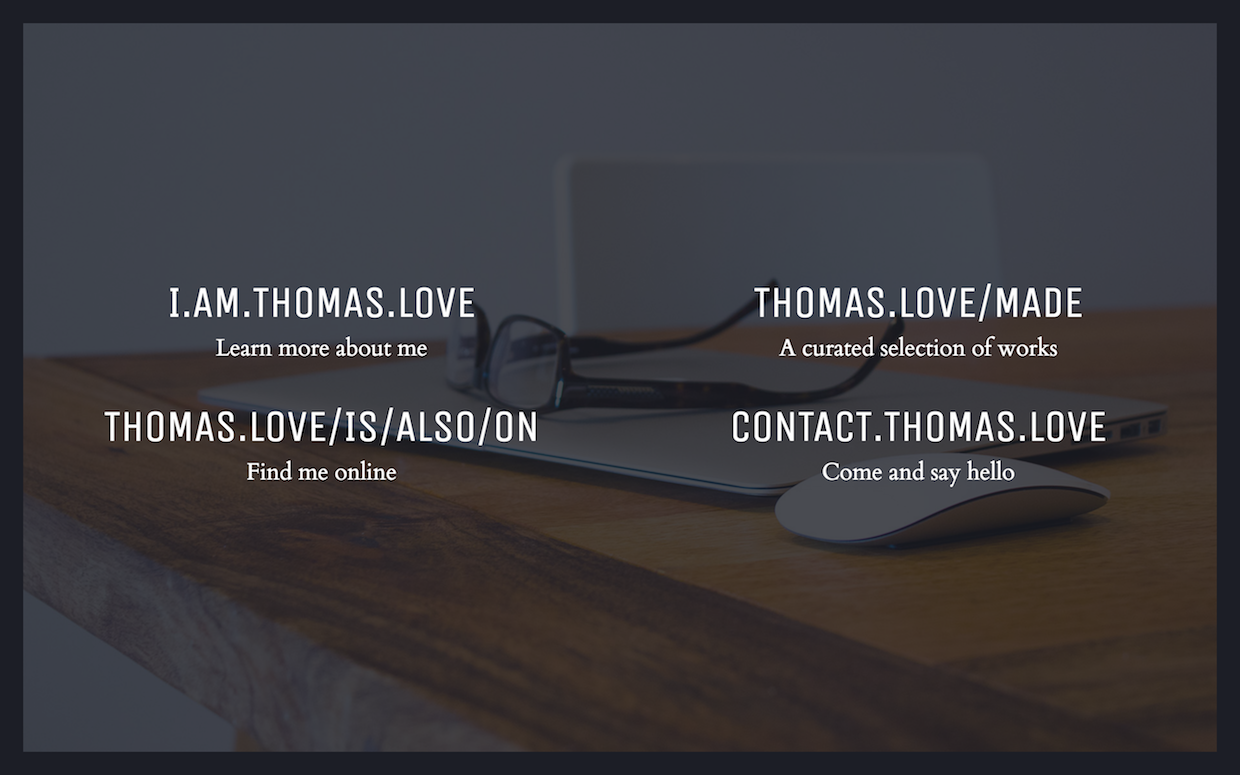 I.AM.THOMAS.LOVE
Learn more about me
THOMAS.LOVE/MADE
A curated selection of works
THOMAS.LOVE/IS/ALSO/ON
Find me online
CONTACT.THOMAS.LOVE
Come and say hello